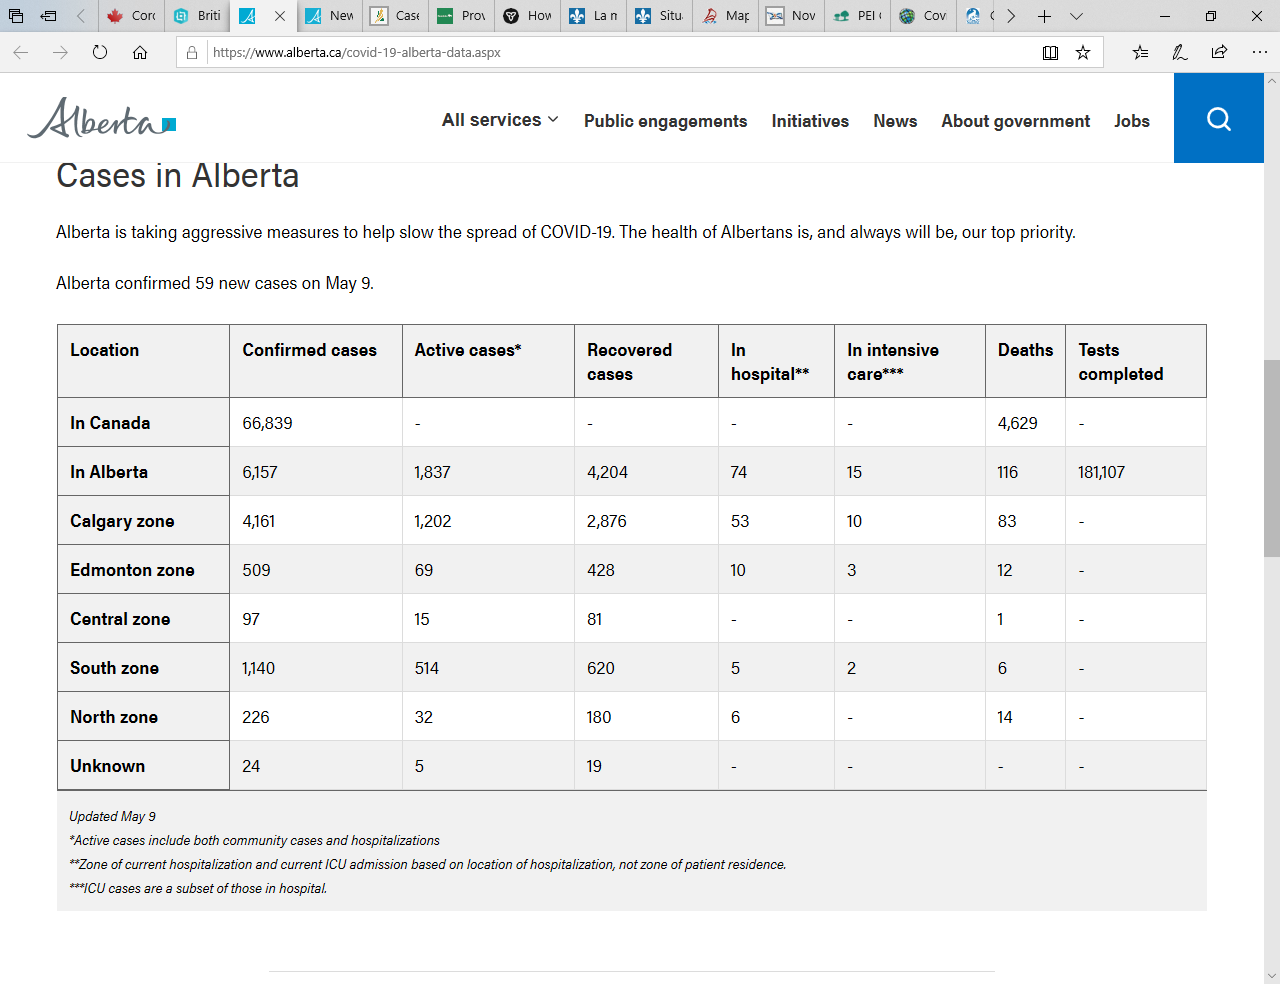 Corc
Briti
New
Case
Prov
How
La m
Situ
Map
Nov
PEI
Cov
https://www.alberta.ca/covid-19-alberta-data.aspx
Alberta
All services
Public engagements
Initiatives
News
About government
Jobs
Cases in Alberta
Alberta is taking aggressive measures to help slow the spread of COVID-19. The health of Albertans is, and always will be, our top priority.
Alberta confirmed 59 new cases on May 9.
Location Confirmed cases Active cases* Recovered cases In hospital** In intensive care*** Deaths Tests completed
In Canada 66,839 - - - - 4,629 -
In Alberta 6,157 1,837 4,204 74 15 116 181,107
Calgary zone 4,161 1,202 2,876 53 10 83 -
Edmonton zone 509 69 428 10 3 12 -
Central zone 97 15 81 - - 1 -
South zone 1,140 514 620 5 2 6 -
North zone 226 32 180 6 - 14 -
Unknown 24 5 19 - - - -
Updated May 9
*Active cases include both community cases and hospitalizations
**Zone of current hospitalization and current ICU admission based on location of hospitalization, not zone of patient residence.
***ICU cases are a subset of those in hospital.